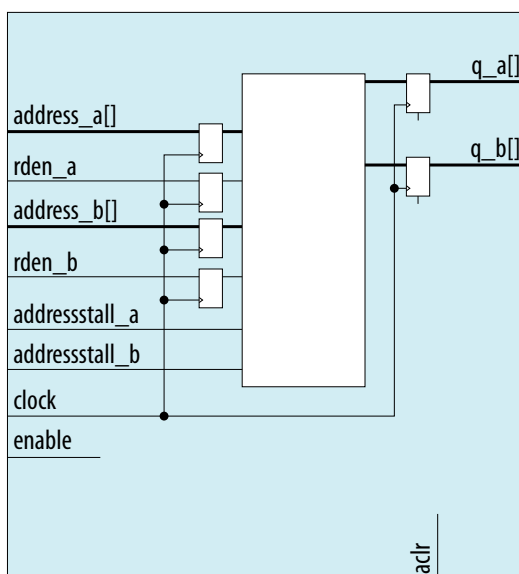 q_a[]
address_a[]
q_b[]
rden_a
address_b[]
rden_b
addressstall_a
addressstall_b
clock
enable
aclr